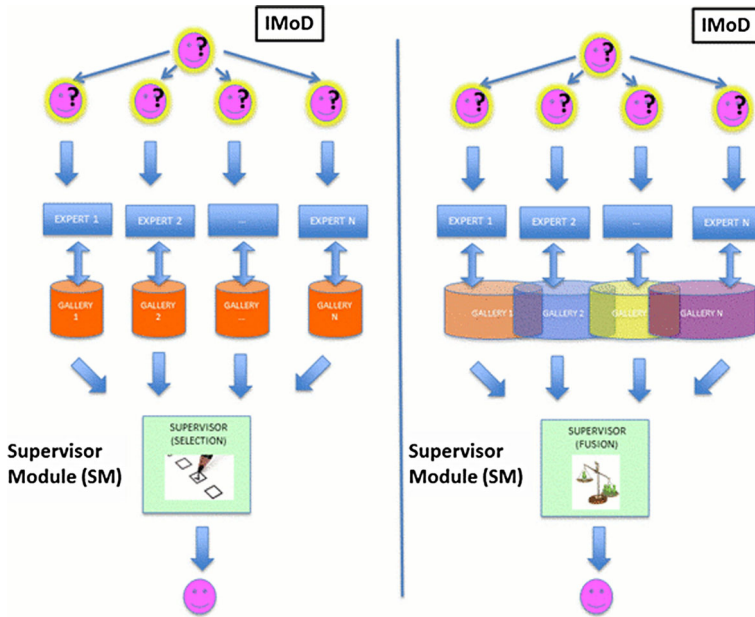 IMoD
?
? ? ? ?
EXPERT 1 EXPERT 2 ... EXPERT N
GALLERY
1
GALLERY
2
GALLERY
...
GALLERY
N
SUPERVISOR
(SELECTION)
Supervisor
Module (SM)
IMoD
?
? ? ? ?
EXPERT 1 EXPERT 2 ... EXPERT N
GALLERY 1 GALLERY 2 GALLERY GALLERY N
SUPERVISOR
(FUSION)
Supervisor
Module (SM)